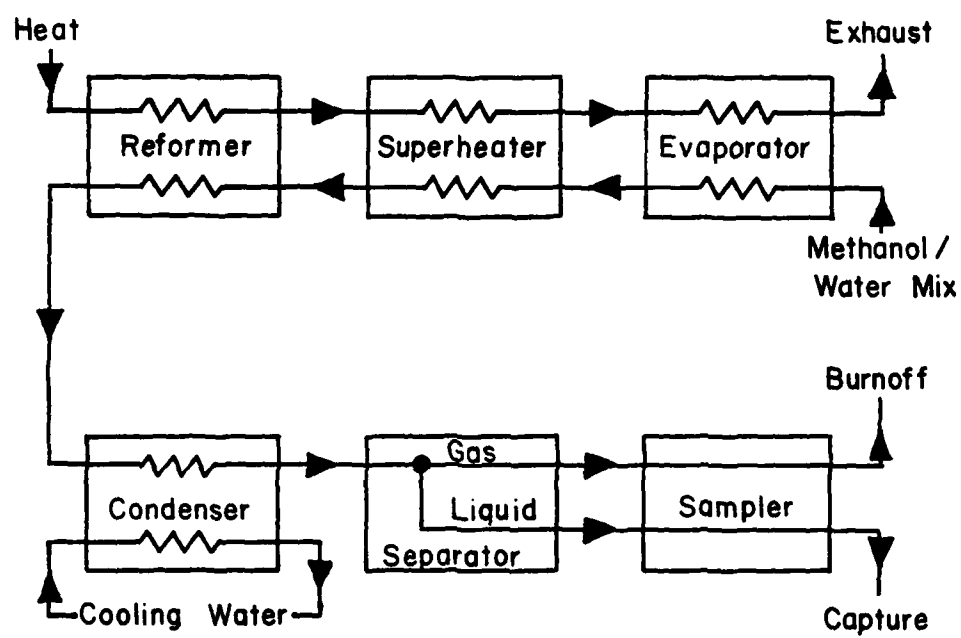 Heat
Exhaust
Reformer
Superheater
Evaporator
Methanol/
Water Mix
Burnoff
Gas
Condenser
Liquid
Sampler
Separator
Cooling Water
Capture